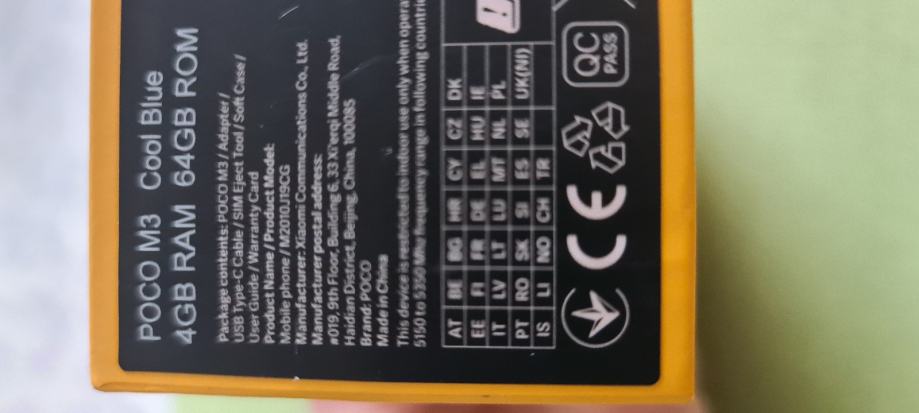 POCO M3 Cool Blue
4GB RAM 64GB ROM
Package contents: POCO M3 / Adapter /
USB Type-C Cable / SIM Eject Tool / Soft Case /
User Guide / Warranty Card
Product Name / Product Model:
Mobile phone / M2010J19CG
Manufacturer: Xiaomi Communications Co., Ltd.
Manufacturer postal address:
#019, 9th Floor, Building 6, 33 Xi'erqi Middle Road,
Haidian District, Beijing, China, 100085
Brand: POCO
Made in China
This device is restricted to indoor use only when
5150 to 5350 Mhz frequency range in following
AT BE BG HR CY CZ DK
EE FI FR DE EL HU IE
IT LV LT LU MT NL PL
PT RO SK SI ES SE UK(NI)
IS LI NO CH TR
CE
QC
PASS